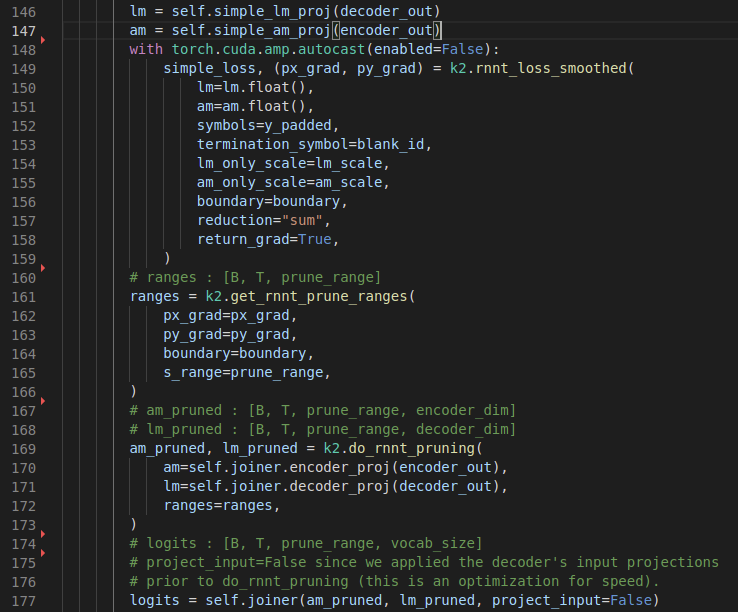 146 lm = self.simple_lm_proj(decoder_out)
147 am = self.simple_am_proj(encoder_out)
148 with torch.cuda.amp.autocast(enabled=False):
149 simple_loss, (px_grad, py_grad) = k2.rnnt_loss_smoothed(
150 lm=lm.float(),
151 am=am.float(),
152 symbols=y_padded,
153 termination_symbol=blank_id,
154 lm_only_scale=lm_scale,
155 am_only_scale=am_scale,
156 boundary=boundary,
157 reduction="sum",
158 return_grad=True,
159 )
160 # ranges : [B, T, prune_range]
161 ranges = k2.get_rnnt_prune_ranges(
162 px_grad=px_grad,
163 py_grad=py_grad,
164 boundary=boundary,
165 s_range=prune_range,
166 )
167 # am_pruned : [B, T, prune_range, encoder_dim]
168 # lm_pruned : [B, T, prune_range, decoder_dim]
169 am_pruned, lm_pruned = k2.do_rnnt_pruning(
170 am=self.joiner.encoder_proj(encoder_out),
171 lm=self.joiner.decoder_proj(decoder_out),
172 ranges=ranges,
173 )
174 # logits : [B, T, prune_range, vocab_size]
175 # project_input=False since we applied the decoder's input projections
176 # prior to do_rnnt_pruning (this is an optimization for speed).
177 logits = self.joiner(am_pruned, lm_pruned, project_input=False)